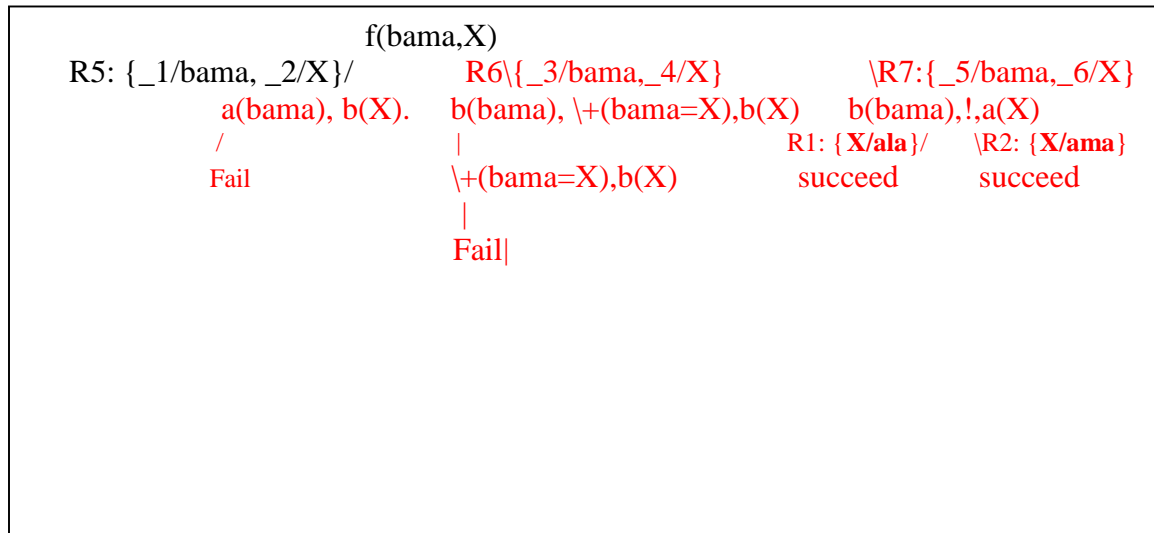 f(bama,X)
R5: {_1/bama, _2/X}/ R6\{_3/bama,_4/X} \R7:{_5/bama,_6/X}
a(bama), b(X). b(bama), \+(bama=X),b(X) b(bama),!,a(X)
/ | R1: {X/ala}/ \R2: {X/ama}
Fail \+(bama=X),b(X) succeed succeed
|
Fail|